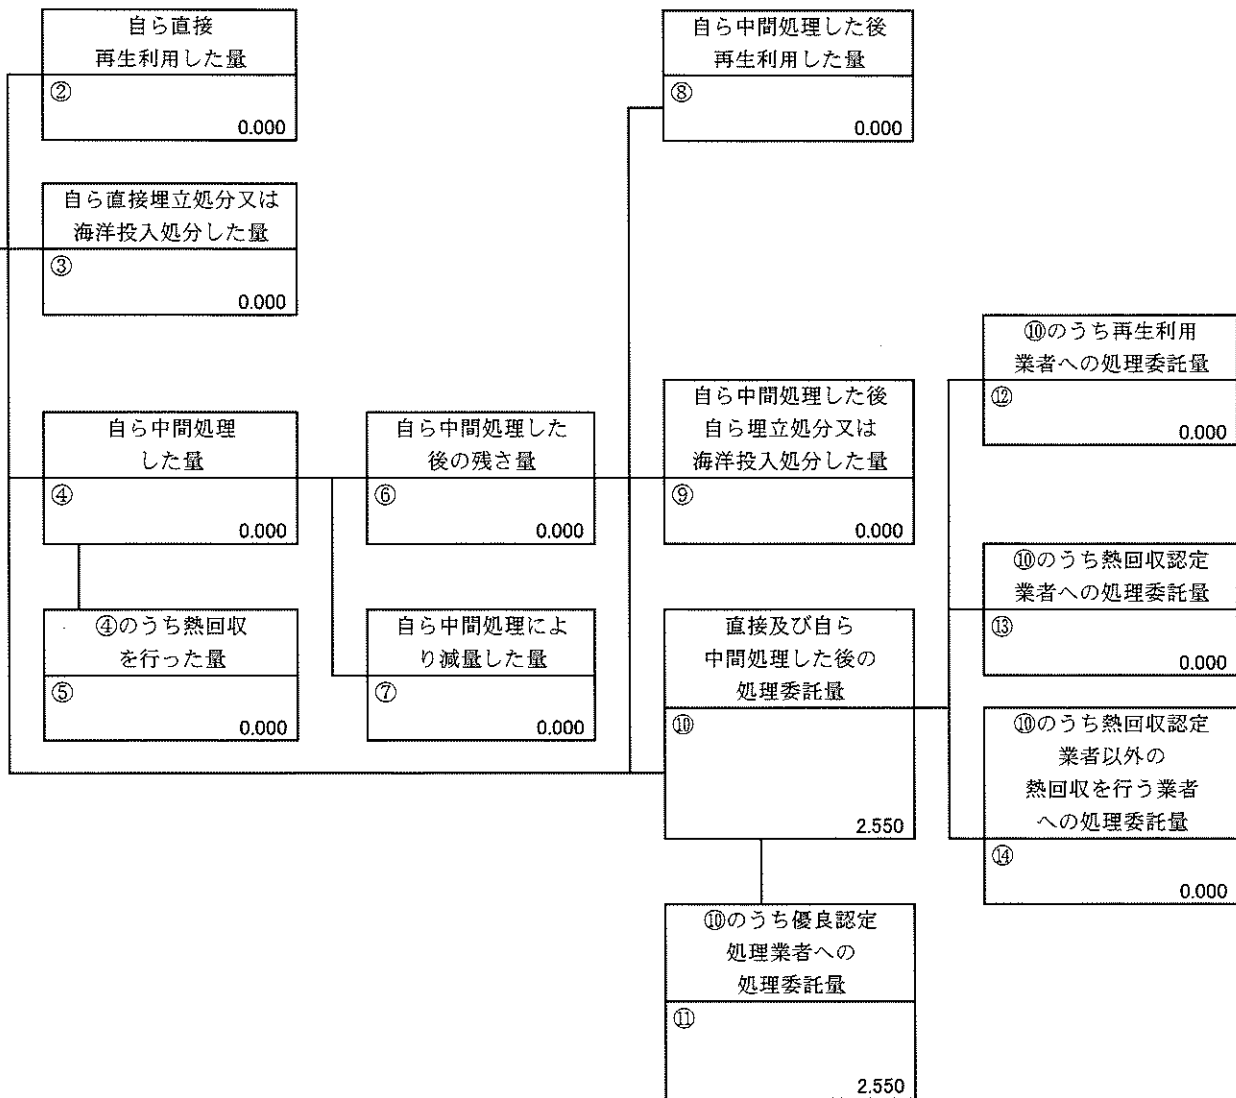 自ら直接
再生利用した量
②
0.000
自ら中間処理した後
再生利用した量
⑧
0.000
自ら直接埋立処分又は
海洋投入処分した量
③
0.000
⑩のうち再生利用
業者への処理委託量
⑫
0.000
自ら中間処理
した量
④
0.000
自ら中間処理した
後の残さ量
⑥
0.000
自ら中間処理した後
自ら埋立処分又は
海洋投入処分した量
⑨
0.000
⑩のうち熱回収認定
業者への処理委託量
⑬
0.000
④のうち熱回収
を行った量
⑤
0.000
自ら中間処理によ
り減量した量
⑦
0.000
直接及び自ら
中間処理した後の
処理委託量
⑩
2.550
⑩のうち熱回収認定
業者以外の
熱回収を行う業者
への処理委託量
⑭
0.000
⑩のうち優良認定
処理業者への
処理委託量
⑪
2.550